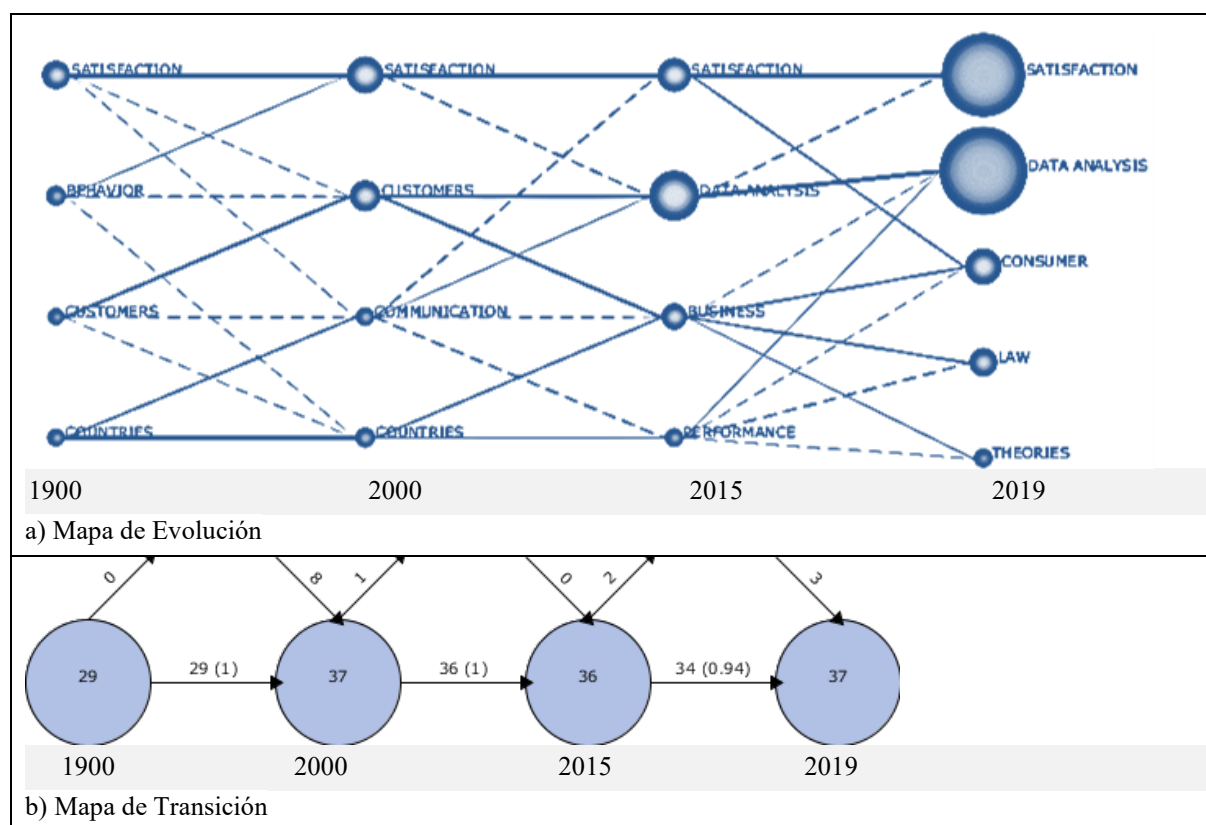 SATISFACTION SATISFACTION SATISFACTION SATISFACTION
BEHAVIOR CUSTOMERS DATA ANALYSIS DATA ANALYSIS
CONSUMER
CUSTOMERS COMMUNICATION BUSINESS
LAW
COUNTRIES COUNTRIES PERFORMANCE
THEORIES
1900 2000 2015 2019
a) Mapa de Evolución
0 8 1 0 2 3
29 (1) 36 (1) 34 (0.94)
29 37 36 37
1900 2000 2015 2019
b) Mapa de Transición